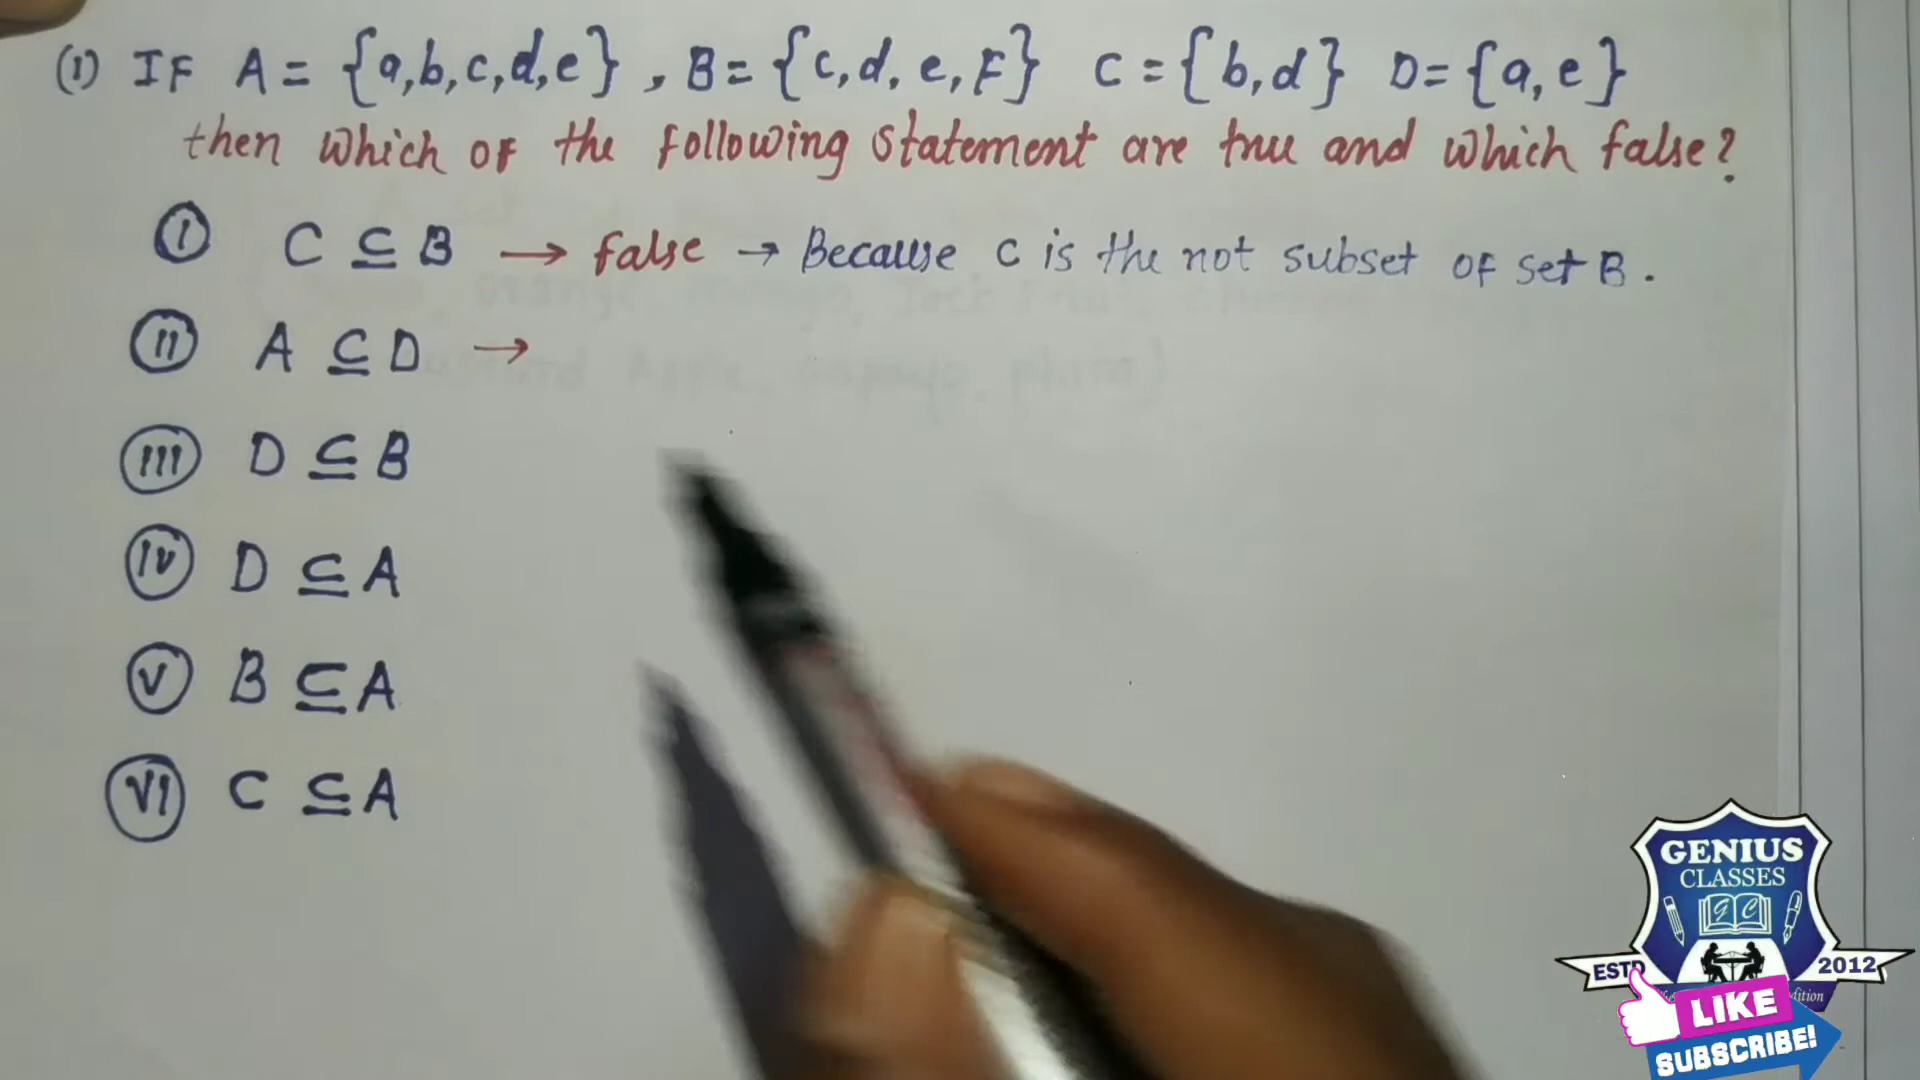 (1) IF A = {a,b,c,d,e} , B = {c,d,e,F} C = {b,d} D = {a,e}
then which of the following statement are true and which false?
(I) C ⊆ B → false → Because C is the not subset of set B.
(II) A ⊆ D →
(III) D ⊆ B
(IV) D ⊆ A
(V) B ⊆ A
(VI) C ⊆ A
GENIUS
CLASSES
GC
ESTD 2012
LIKE
SUBSCRIBE!